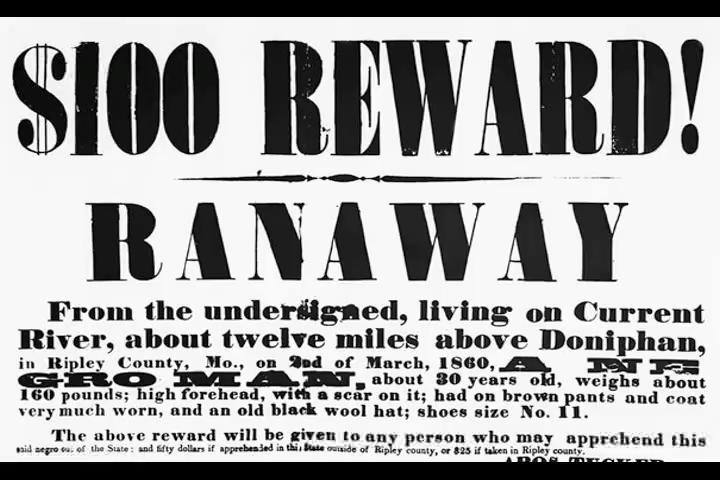 $100 REWARD!
RANAWAY
From the undersigned, living on Current
River, about twelve miles above Doniphan,
in Ripley County, Mo., on 2nd of March, 1860, A NE
GRO MAN, about 30 years old, weighs about
160 pounds; high forehead, with a scar on it; had on brown pants and coat
very much worn, and an old black wool hat; shoes size No. 11.
The above reward will be given to any person who may apprehend this
said negro out of the State: and fifty dollars if apprehended in this State outside of Ripley county, or $25 if taken in Ripley county.
APOS TUCKER